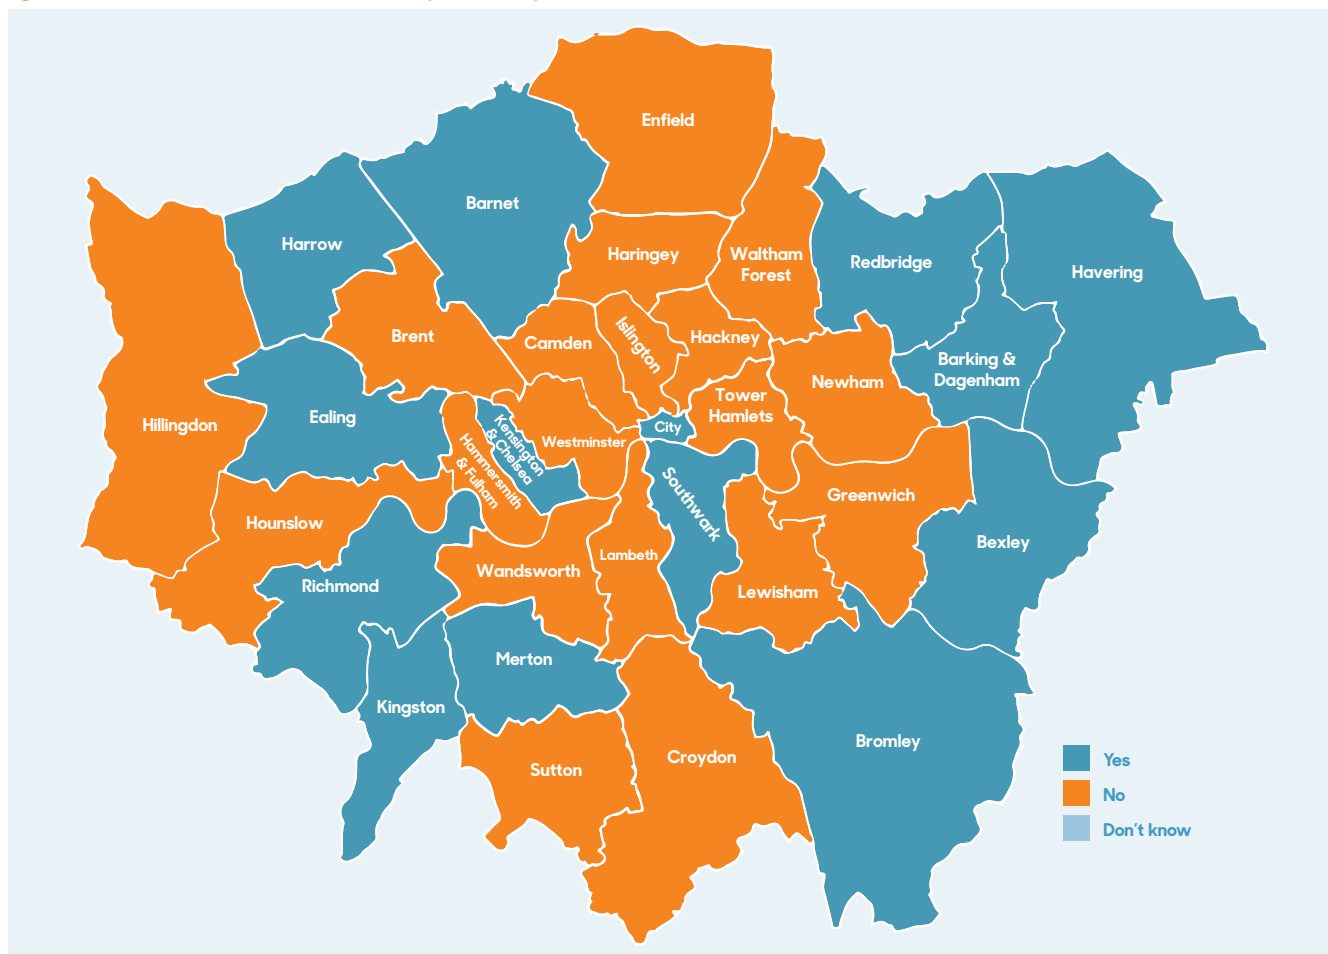 Enfield
Barnet
Harrow
Haringey
Waltham
Forest
Redbridge
Havering
Brent
Camden
Islington
Hackney
Barking &
Dagenham
Newham
Tower
Hamlets
Hillingdon
Ealing
Hammersmith
& Fulham
Kensington
& Chelsea
Westminster
City
Southwark
Greenwich
Hounslow
Bexley
Richmond
Wandsworth
Lambeth
Lewisham
Merton
Kingston
Bromley
Sutton
Croydon
Yes
No
Don't know